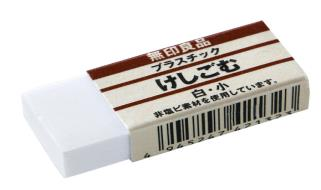 無印良品
プラスチック
けしごむ
白・小
非塩ビ素材を使用しています。